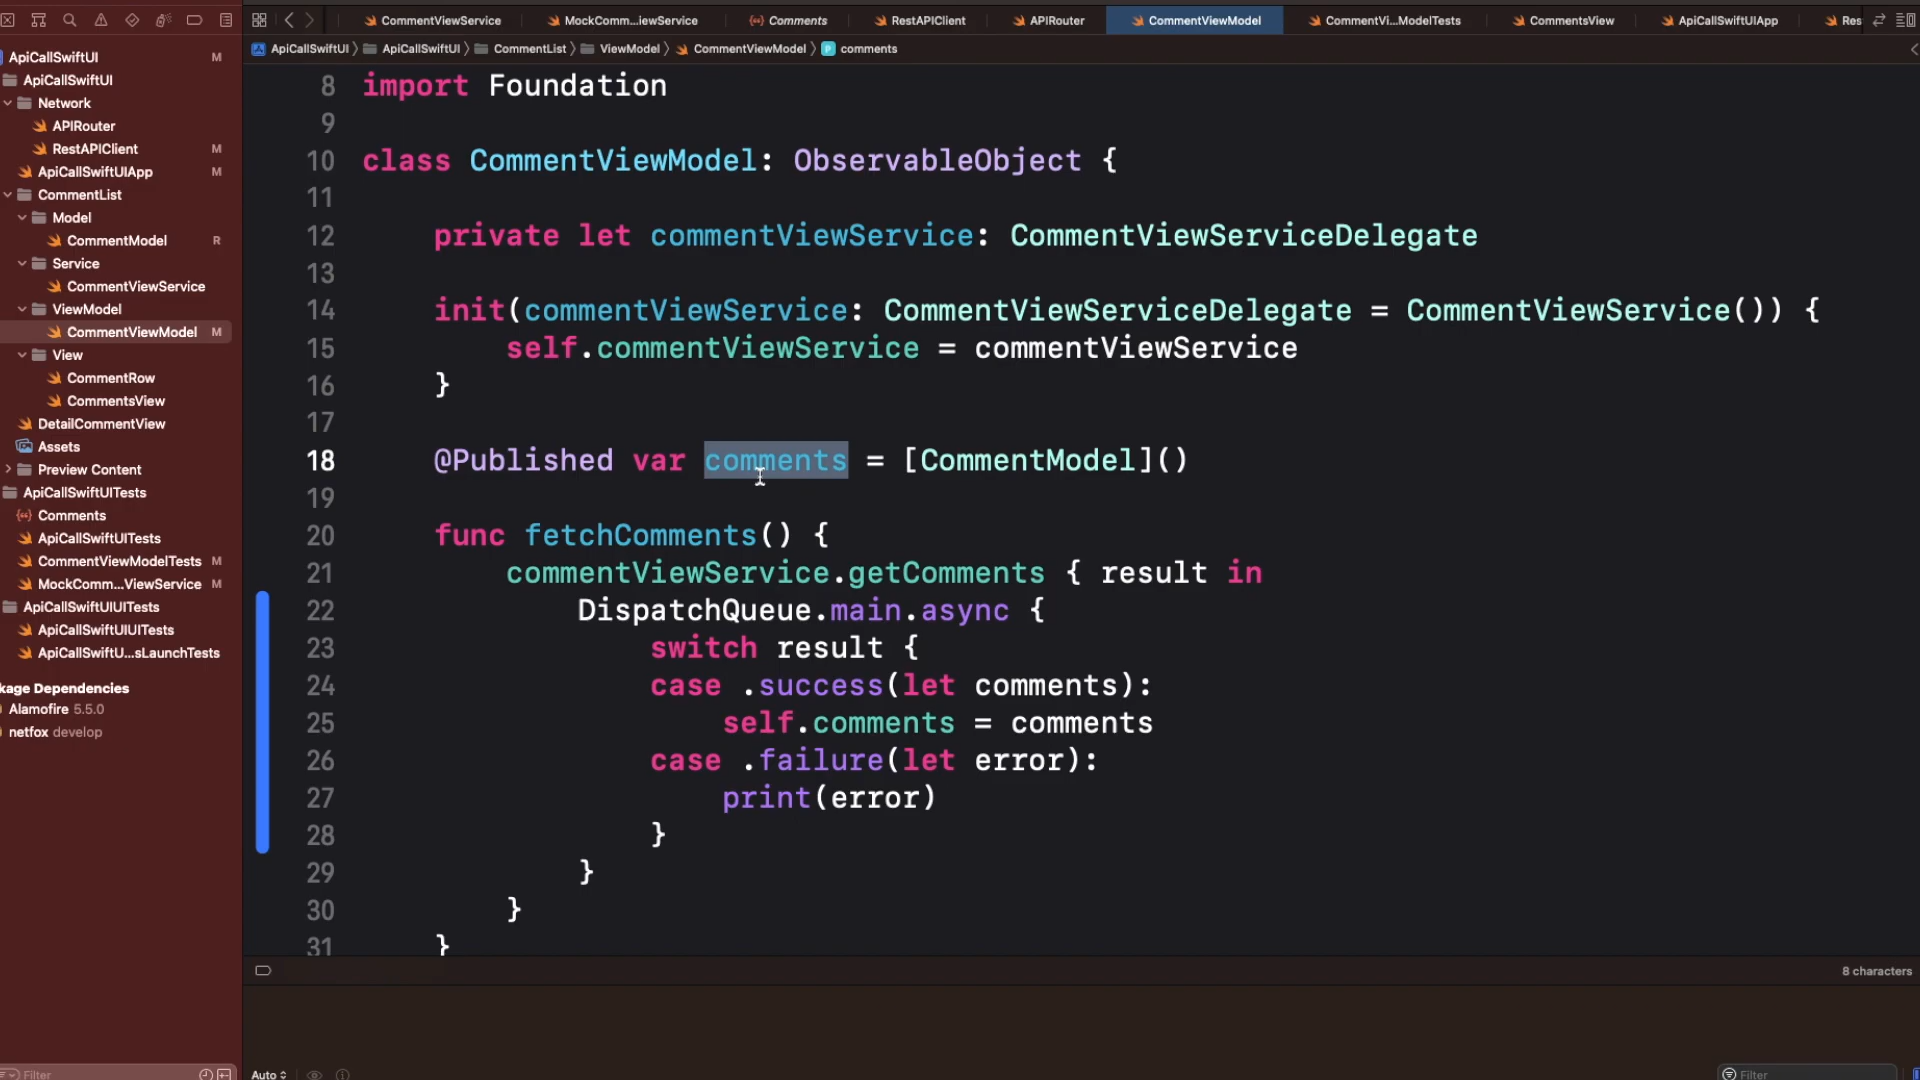 CommentViewService
MockComm...iewService
Comments
RestAPIClient
APIRouter
CommentViewModel
CommentVi...ModelTests
CommentsView
ApiCallSwiftUIApp
Res
ApiCallSwiftUI
ApiCallSwiftUI
CommentList
ViewModel
CommentViewModel
P
comments
ApiCallSwiftUI M
ApiCallSwiftUI
Network
APIRouter
RestAPIClient M
ApiCallSwiftUIApp M
CommentList
Model
CommentModel R
Service
CommentViewService
ViewModel
CommentViewModel M
View
CommentRow
CommentsView
DetailCommentView
Assets
Preview Content
ApiCallSwiftUITests
Comments
ApiCallSwiftUITests
CommentViewModelTests M
MockComm...ViewService M
ApiCallSwiftUIUITests
ApiCallSwiftUIUITests
ApiCallSwiftU...sLaunchTests
kage Dependencies
Alamofire 5.5.0
netfox develop
Filter
8 import Foundation
9
10 class CommentViewModel: ObservableObject {
11
12 private let commentViewService: CommentViewServiceDelegate
13
14 init(commentViewService: CommentViewServiceDelegate = CommentViewService()) {
15 self.commentViewService = commentViewService
16 }
17
18 @Published var comments = [CommentModel]()
19
20 func fetchComments() {
21 commentViewService.getComments { result in
22 DispatchQueue.main.async {
23 switch result {
24 case .success(let comments):
25 self.comments = comments
26 case .failure(let error):
27 print(error)
28 }
29 }
30 }
31 }
8 characters
Auto
Filter